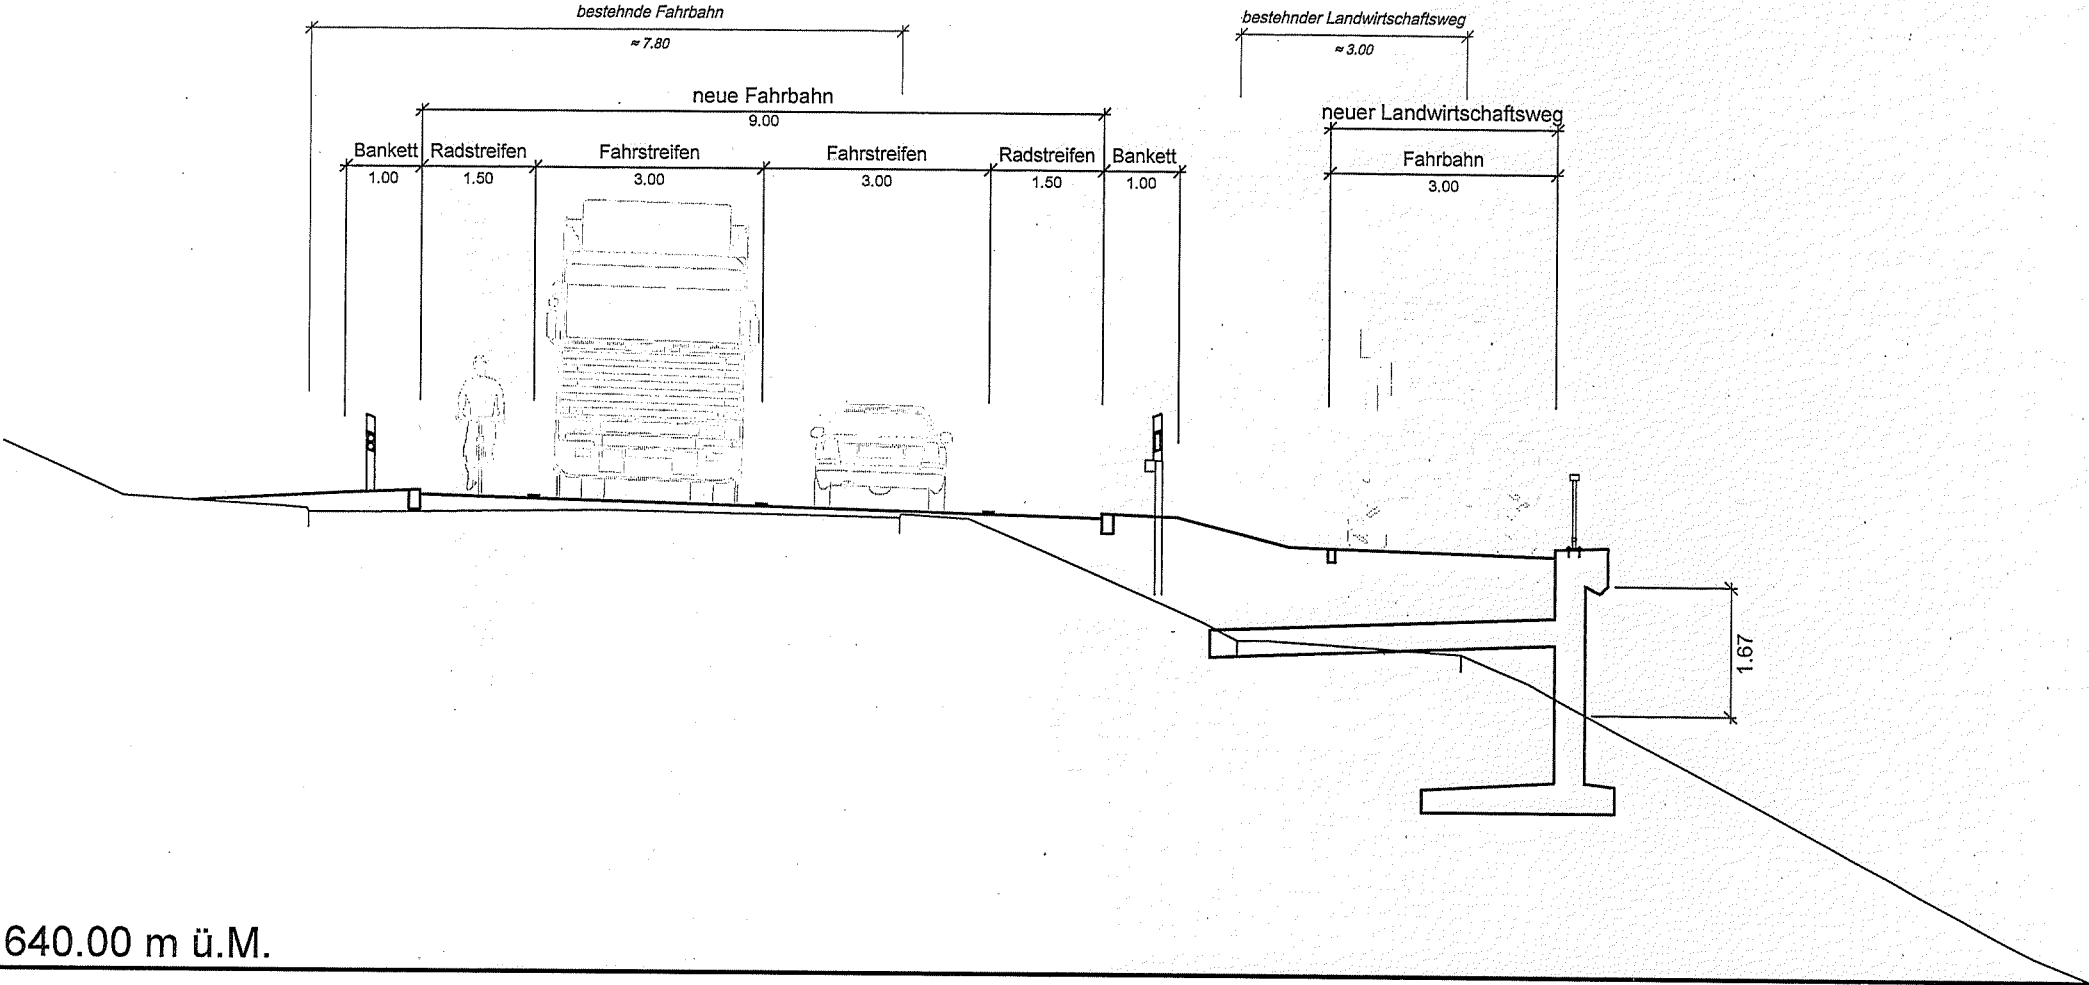 bestehnde Fahrbahn
≈ 7.80
bestehnder Landwirtschaftsweg
≈ 3.00
neue Fahrbahn
9.00
neuer Landwirtschaftsweg
Bankett Radstreifen Fahrstreifen Fahrstreifen Radstreifen Bankett
1.00 1.50 3.00 3.00 1.50 1.00
Fahrbahn
3.00
1.67
640.00 m ü.M.